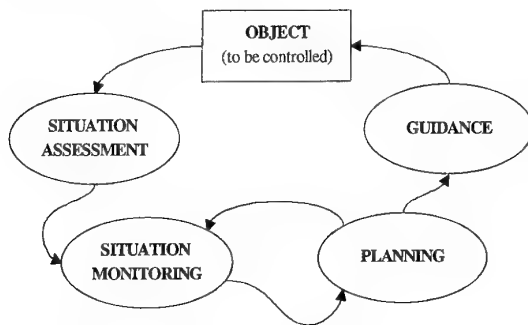 OBJECT
(to be controlled)
SITUATION
ASSESSMENT
GUIDANCE
SITUATION
MONITORING
PLANNING